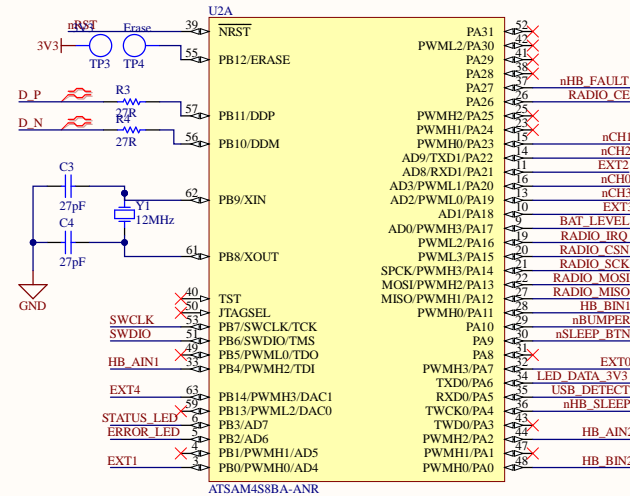 U2A
nRST
39
NRST
TP3
Erase
TP4
3V3
55
PB12/ERASE
D_P
R3
27R
57
PB11/DDP
D_N
R4
27R
56
PB10/DDM
C3
27pF
62
PB9/XIN
Y1
12MHz
C4
27pF
61
PB8/XOUT
GND
40
TST
50
JTAGSEL
SWCLK
53
PB7/SWCLK/TCK
SWDIO
51
PB6/SWDIO/TMS
49
PB5/PWML0/TDO
HB_AIN1
33
PB4/PWMH2/TDI
EXT4
63
PB14/PWMH3/DAC1
59
PB13/PWML2/DAC0
STATUS_LED
6
PB3/AD7
ERROR_LED
5
PB2/AD6
4
PB1/PWMH1/AD5
EXT1
3
PB0/PWMH0/AD4
PA31 52
PWML2/PA30 42
PA29 41
PA28 38
PA27 37 nHB_FAULT
PA26 26 RADIO_CE
PWMH2/PA25 25
PWMH1/PA24 23
PWMH0/PA23 15 nCH1
AD9/TXD1/PA22 14 nCH2
AD8/RXD1/PA21 11 EXT2
AD3/PWML1/PA20 16 nCH0
AD2/PWML0/PA19 13 nCH3
AD1/PA18 10 EXT3
AD0/PWMH3/PA17 9 BAT_LEVEL
PWML2/PA16 19 RADIO_IRQ
PWML3/PA15 20 RADIO_CSN
SPCK/PWMH3/PA14 21 RADIO_SCK
MOSI/PWMH2/PA13 22 RADIO_MOSI
MISO/PWMH1/PA12 27 RADIO_MISO
PWMH0/PA11 28 HB_BIN1
PA10 29 nBUMPER
PA9 30 nSLEEP_BTN
PA8 31
PWMH3/PA7 32 EXT0
TXD0/PA6 34 LED_DATA_3V3
RXD0/PA5 35 USB_DETECT
TWCK0/PA4 36 nHB_SLEEP
TWD0/PA3 43
PWMH2/PA2 44 HB_AIN2
PWMH1/PA1 47
PWMH0/PA0 48 HB_BIN2
ATSAM4S8BA-ANR